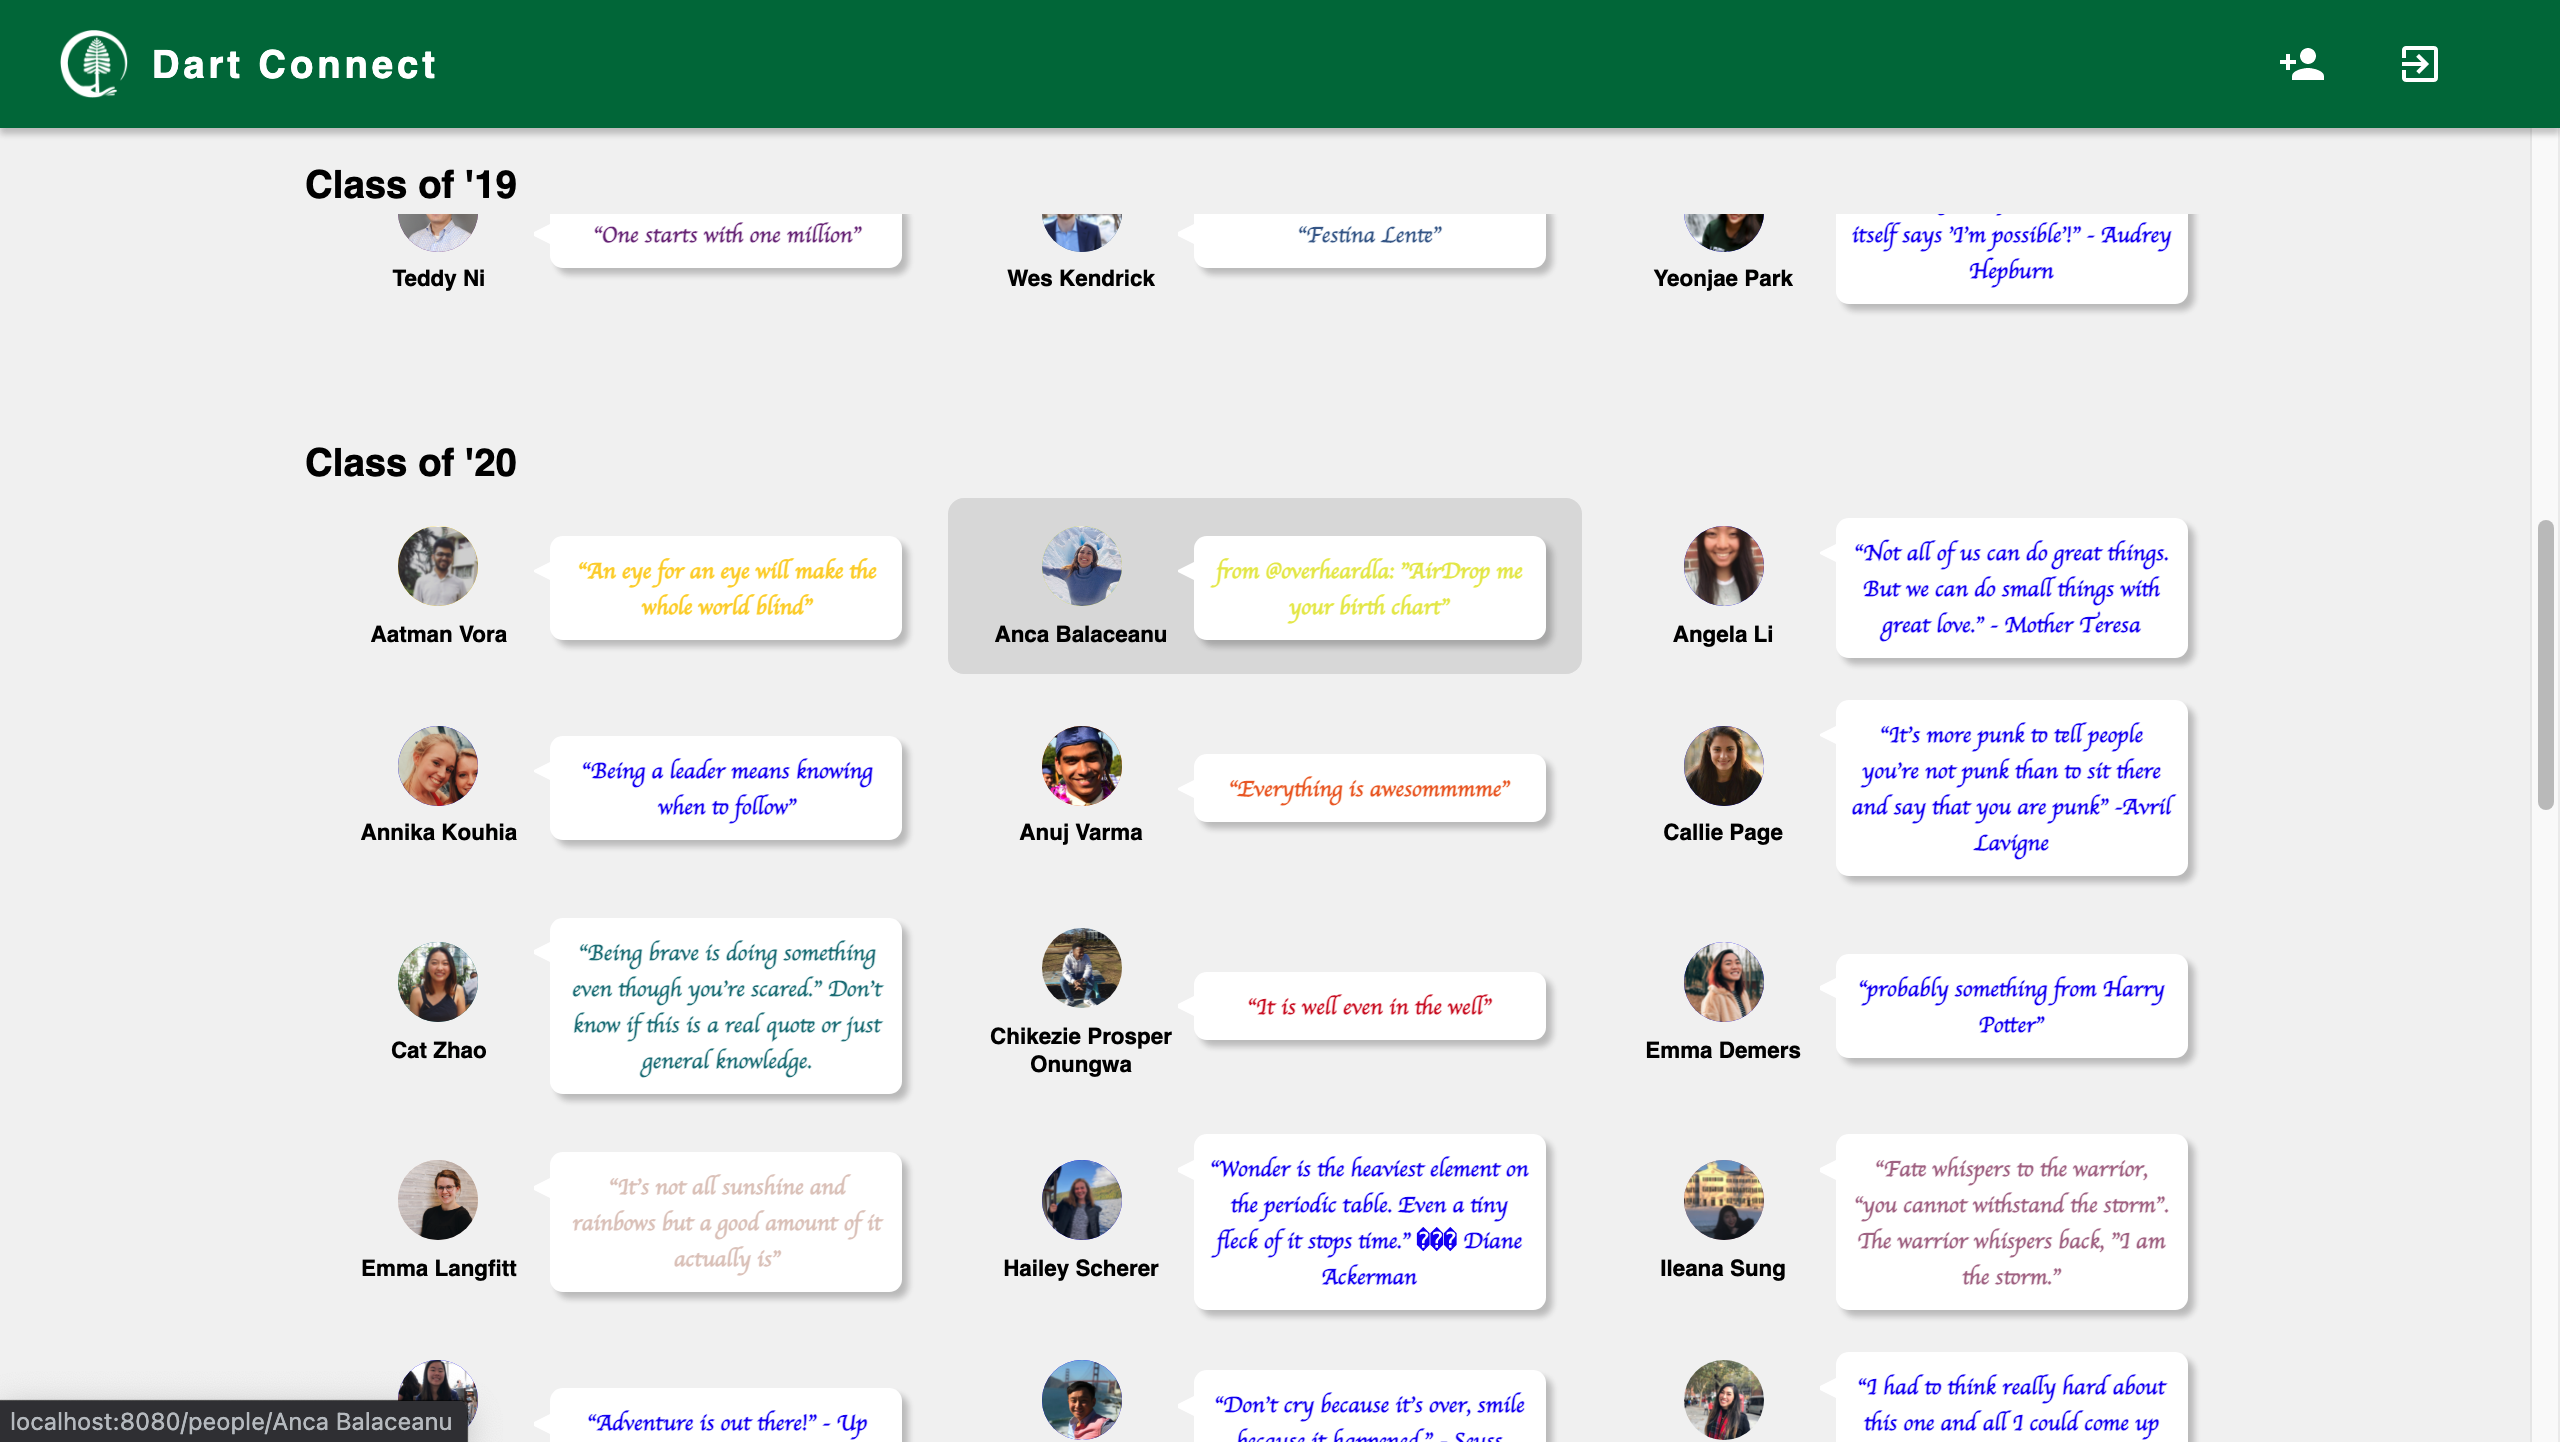 Dart Connect
Class of '19
Teddy Ni
“One starts with one million”
Wes Kendrick
“Festina Lente”
Yeonjae Park
itself says 'I'm possible'!” - Audrey
Hepburn
Class of '20
Aatman Vora
“An eye for an eye will make the
whole world blind”
Anca Balaceanu
from @overheardla: ”AirDrop me
your birth chart”
Angela Li
“Not all of us can do great things.
But we can do small things with
great love.” - Mother Teresa
Annika Kouhia
“Being a leader means knowing
when to follow”
Anuj Varma
“Everything is awesommmme”
Callie Page
“It's more punk to tell people
you're not punk than to sit there
and say that you are punk” -Avril
Lavigne
Cat Zhao
“Being brave is doing something
even though you're scared.” Don't
know if this is a real quote or just
general knowledge.
Chikezie Prosper
Onungwa
“It is well even in the well”
Emma Demers
“probably something from Harry
Potter”
Emma Langfitt
“It's not all sunshine and
rainbows but a good amount of it
actually is”
Hailey Scherer
“Wonder is the heaviest element on
the periodic table. Even a tiny
fleck of it stops time.” ��� Diane
Ackerman
Ileana Sung
“Fate whispers to the warrior,
“you cannot withstand the storm”.
The warrior whispers back, ”I am
the storm.”
“Adventure is out there!” - Up
“Don't cry because it's over, smile
because it happened.” - Seuss
“I had to think really hard about
this one and all I could come up
localhost:8080/people/Anca Balaceanu